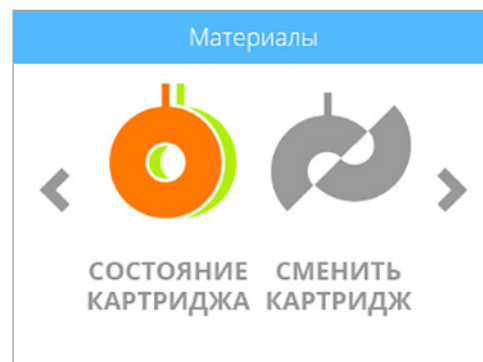 Материалы
СОСТОЯНИЕ
КАРТРИДЖА
СМЕНИТЬ
КАРТРИДЖ